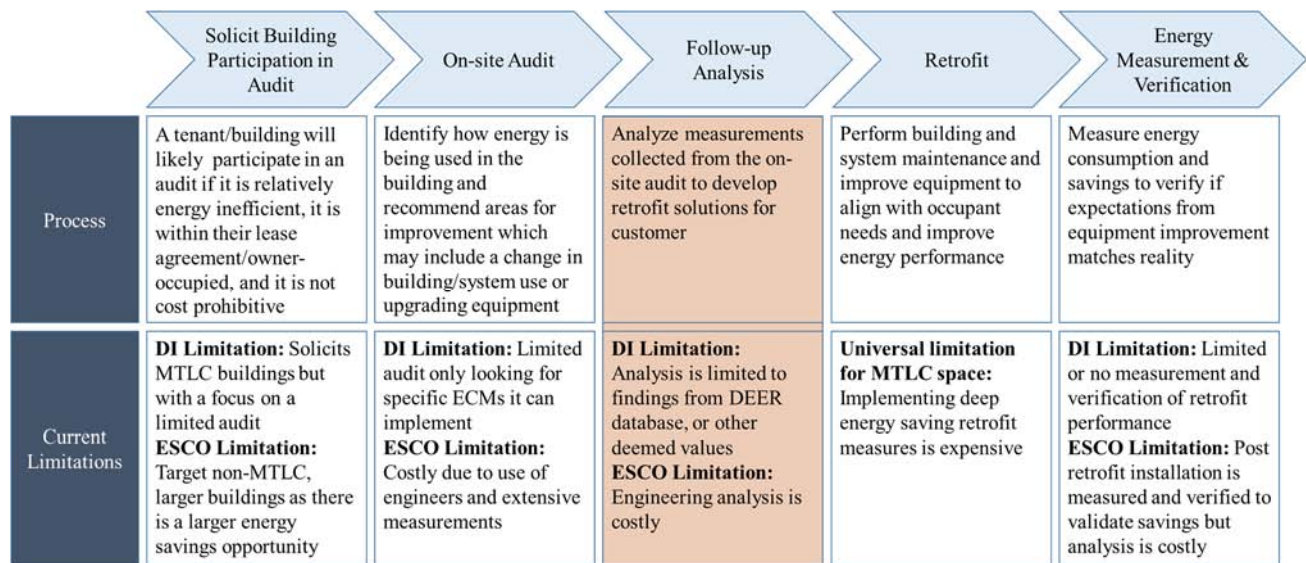 Solicit Building
Participation in
Audit
On-site Audit
Follow-up
Analysis
Retrofit
Energy
Measurement &
Verification
Process
A tenant/building will
likely participate in an
audit if it is relatively
energy inefficient, it is
within their lease
agreement/owner-
occupied, and it is not
cost prohibitive
Identify how energy is
being used in the
building and
recommend areas for
improvement which
may include a change in
building/system use or
upgrading equipment
Analyze measurements
collected from the on-
site audit to develop
retrofit solutions for
customer
Perform building and
system maintenance and
improve equipment to
align with occupant
needs and improve
energy performance
Measure energy
consumption and
savings to verify if
expectations from
equipment improvement
matches reality
Current
Limitations
DI Limitation: Solicits
MTLC buildings but
with a focus on a
limited audit
ESCO Limitation:
Target non-MTLC,
larger buildings as there
is a larger energy
savings opportunity
DI Limitation: Limited
audit only looking for
specific ECMs it can
implement
ESCO Limitation:
Costly due to use of
engineers and extensive
measurements
DI Limitation:
Analysis is limited to
findings from DEER
database, or other
deemed values
ESCO Limitation:
Engineering analysis is
costly
Universal limitation
for MTLC space:
Implementing deep
energy saving retrofit
measures is expensive
DI Limitation: Limited
or no measurement and
verification of retrofit
performance
ESCO Limitation: Post
retrofit installation is
measured and verified to
validate savings but
analysis is costly